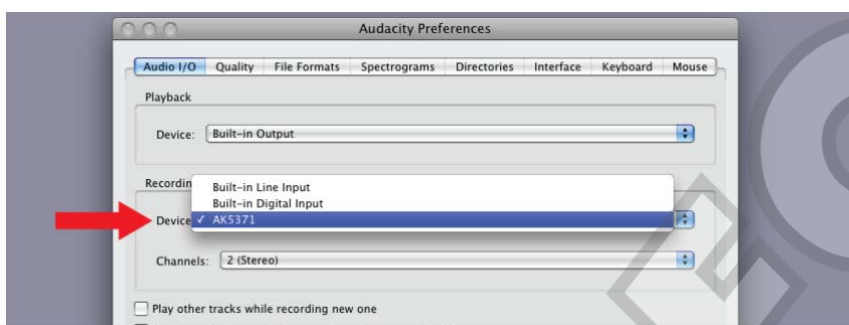 Audacity Preferences
Audio I/O Quality File Formats Spectrograms Directories Interface Keyboard Mouse
Playback
Device: Built-in Output
Recordin
Built-in Line Input
Built-in Digital Input
Device ✓ AK5371
Channels: 2 (Stereo)
Play other tracks while recording new one